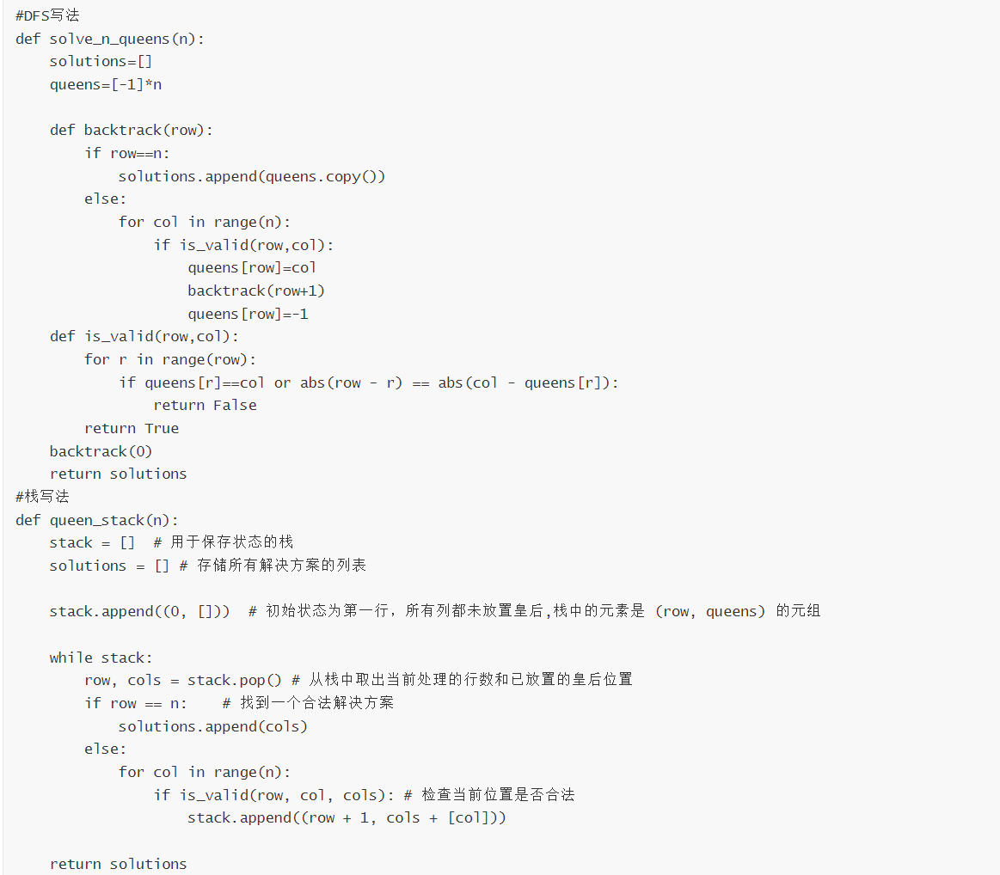 #DFS写法
def solve_n_queens(n):
    solutions=[]
    queens=[-1]*n

    def backtrack(row):
        if row==n:
            solutions.append(queens.copy())
        else:
            for col in range(n):
                if is_valid(row,col):
                    queens[row]=col
                    backtrack(row+1)
                    queens[row]=-1
    def is_valid(row,col):
        for r in range(row):
            if queens[r]==col or abs(row - r) == abs(col - queens[r]):
                return False
        return True
    backtrack(0)
    return solutions
#栈写法
def queen_stack(n):
    stack = []  # 用于保存状态的栈
    solutions = [] # 存储所有解决方案的列表

    stack.append((0, []))  # 初始状态为第一行，所有列都未放置皇后,栈中的元素是 (row, queens) 的元组

    while stack:
        row, cols = stack.pop() # 从栈中取出当前处理的行数和已放置的皇后位置
        if row == n:    # 找到一个合法解决方案
            solutions.append(cols)
        else:
            for col in range(n):
                if is_valid(row, col, cols): # 检查当前位置是否合法
                    stack.append((row + 1, cols + [col]))

    return solutions